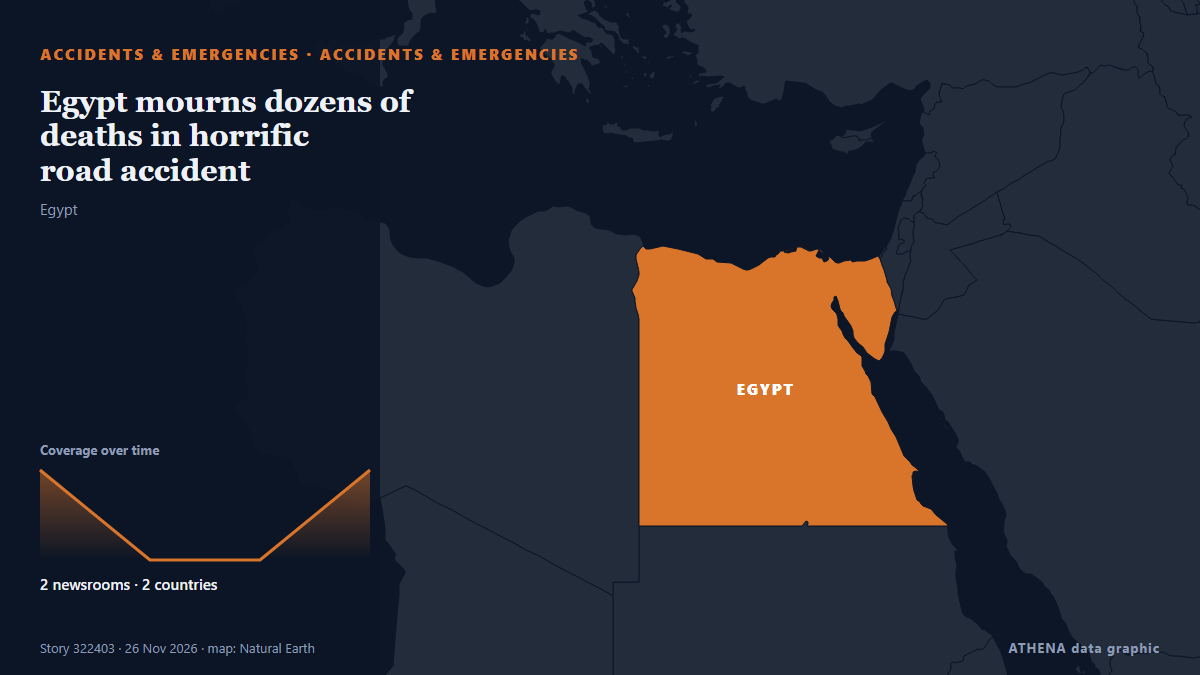 ACCIDENTS & EMERGENCIES · ACCIDENTS & EMERGENCIES
Egypt mourns dozens of
deaths in horrific
road accident
Egypt
EGYPT
Coverage over time
2 newsrooms · 2 countries
Story 322403 · 26 Nov 2026 · map: Natural Earth
ATHENA data graphic